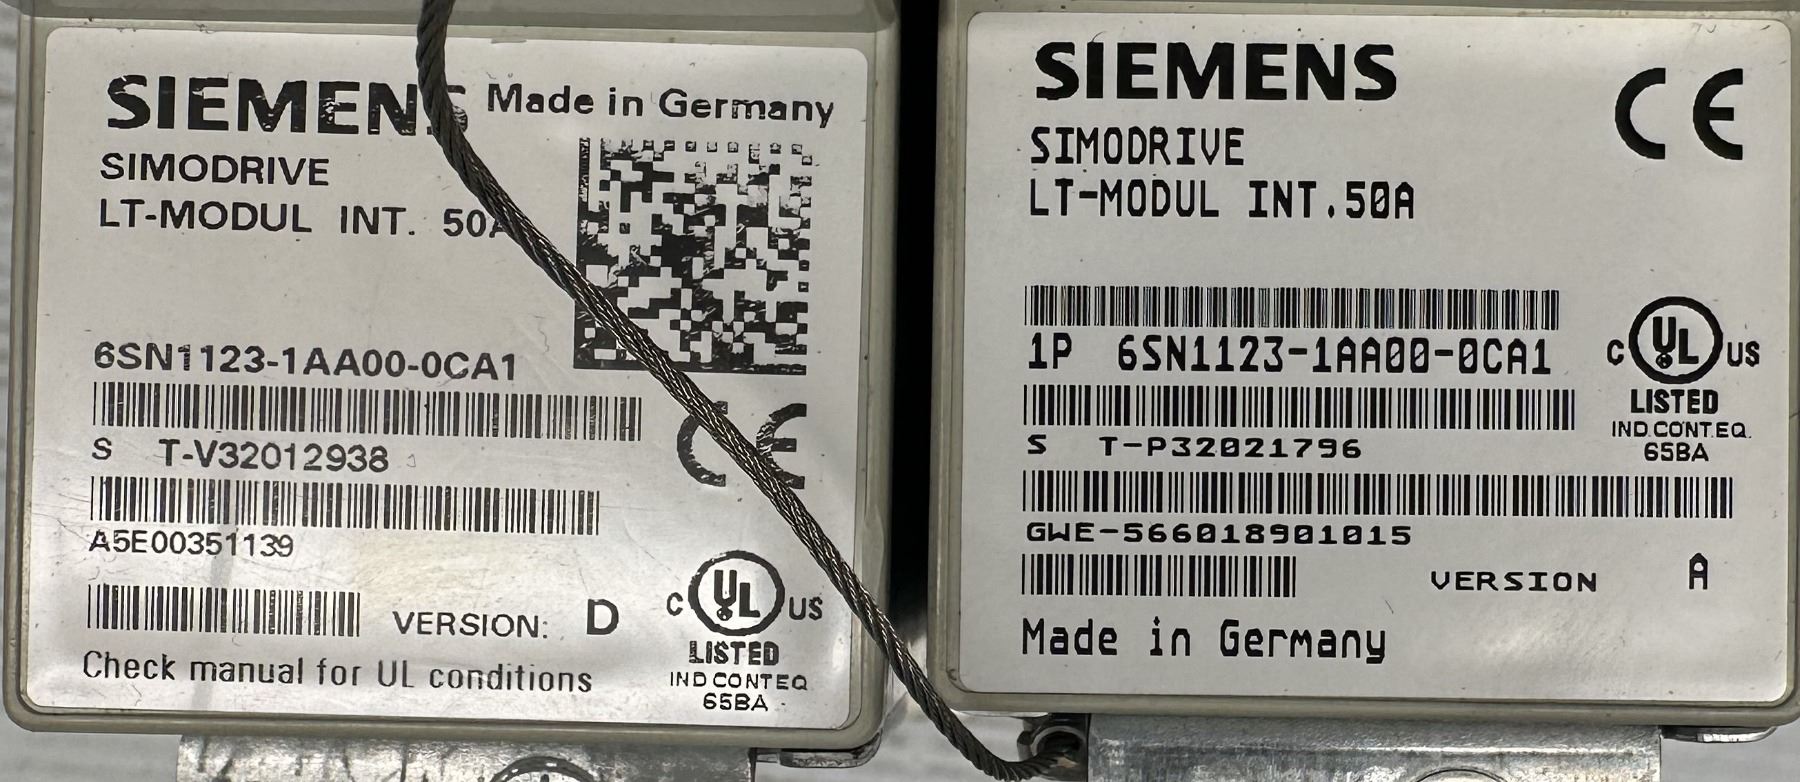 SIEMENS Made in Germany
SIMODRIVE
LT-MODUL INT. 50A
6SN1123-1AA00-0CA1
S T-V32012938
CE
A5E00351139
VERSION: D
C UL US
LISTED
IND CONT EQ
65BA
Check manual for UL conditions
SIEMENS
CE
SIMODRIVE
LT-MODUL INT.50A
1P 6SN1123-1AA00-0CA1
C UL US
LISTED
IND.CONT.EQ.
65BA
S T-P32021796
GWE-566018901015
VERSION A
Made in Germany